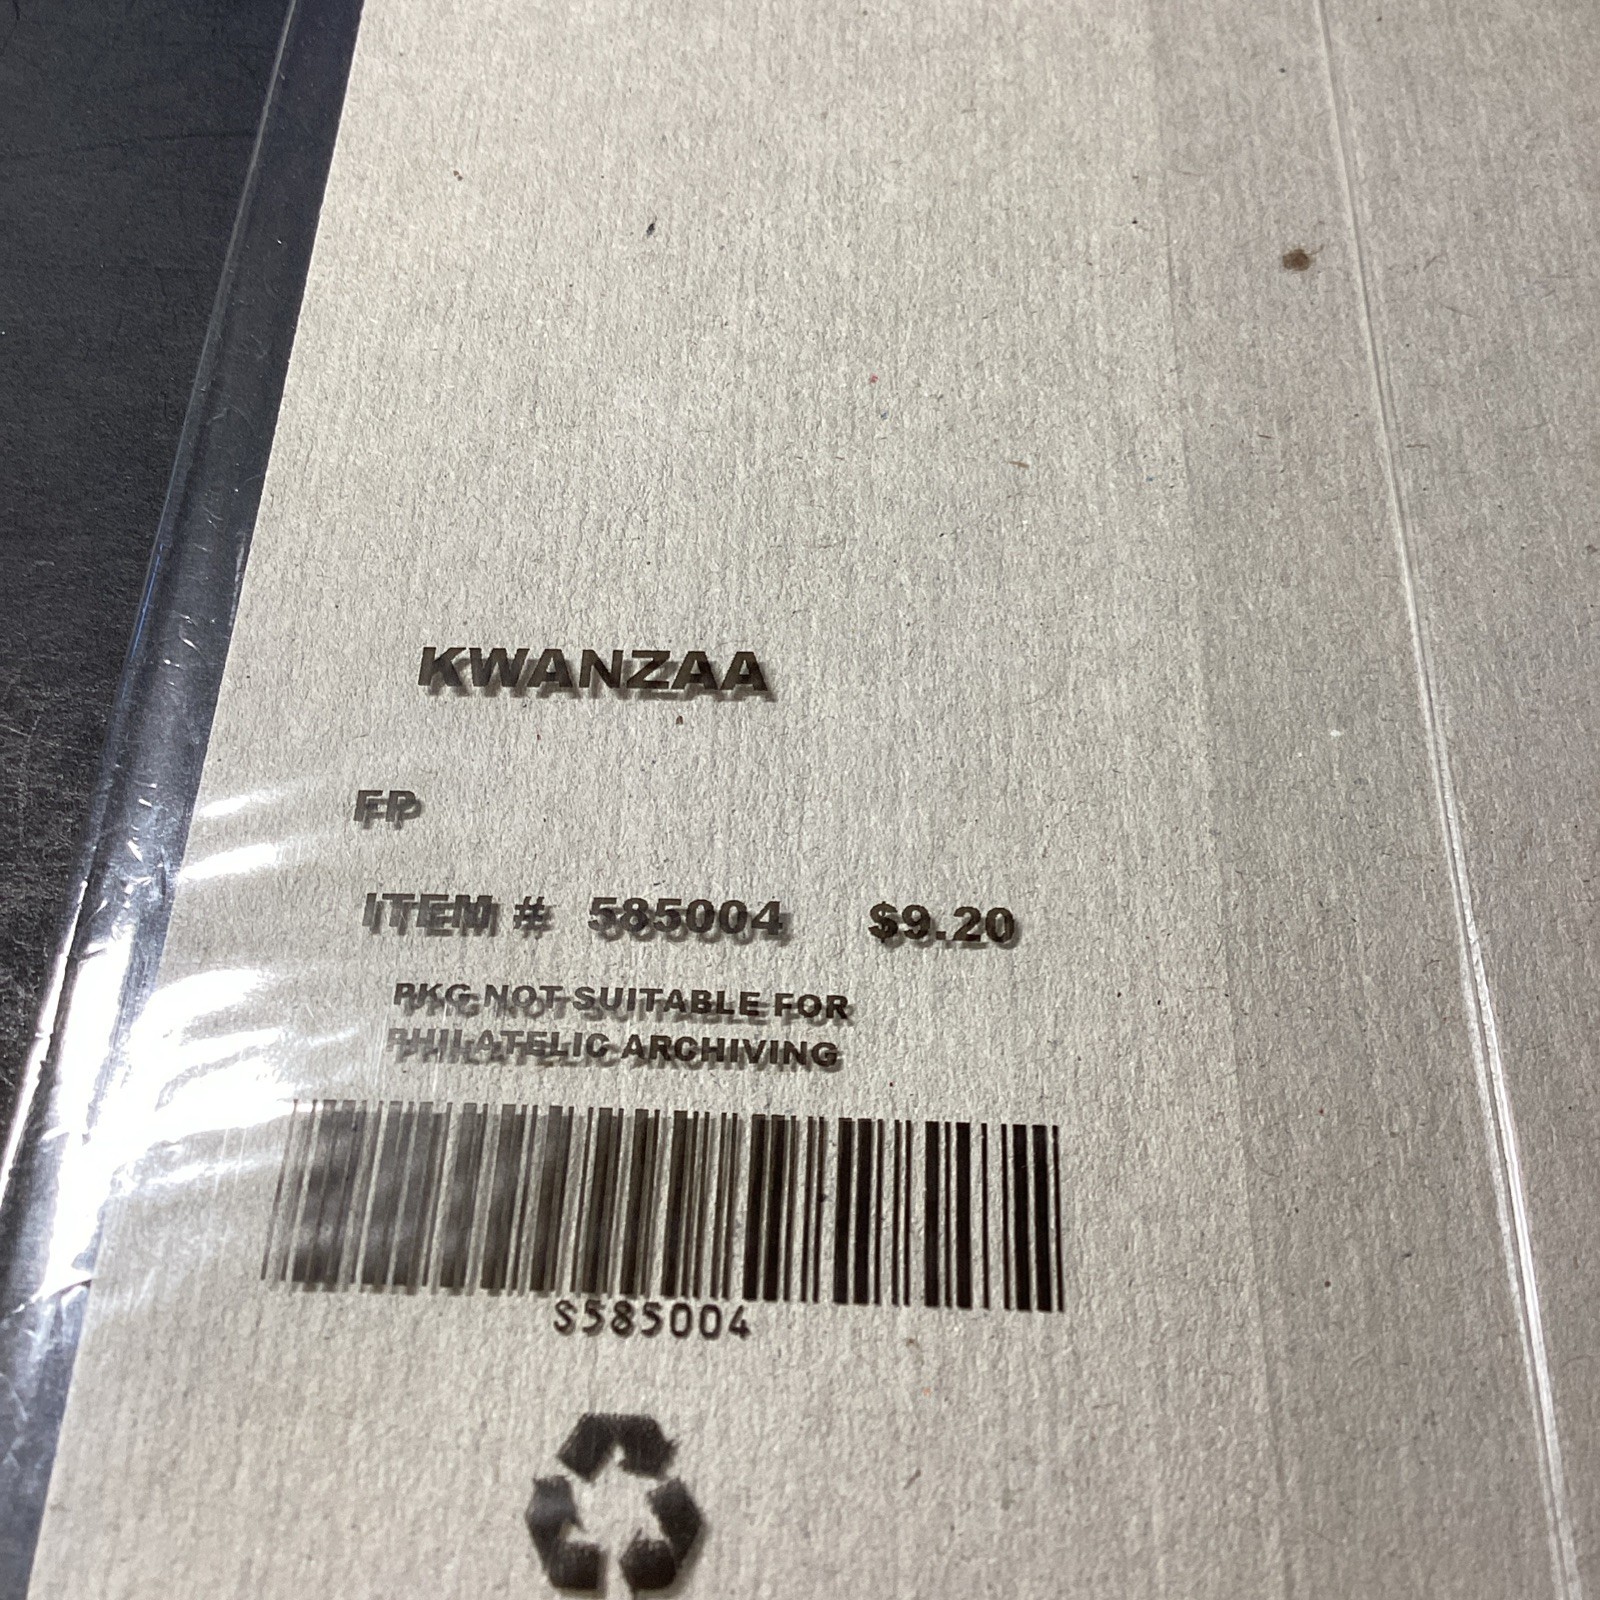 KWANZAA
FP
ITEM # 585004 $9.20
PKG NOT SUITABLE FOR
PHILATELIC ARCHIVING
S585004